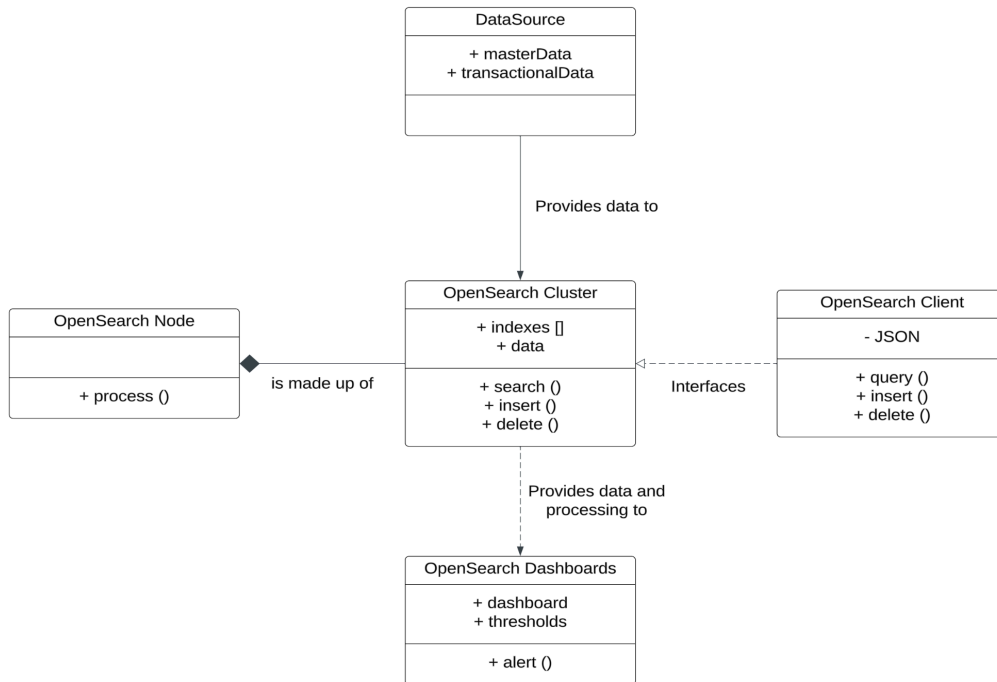 DataSource
+ masterData
+ transactionalData
Provides data to
OpenSearch Cluster
+ indexes []
+ data
+ search ()
+ insert ()
+ delete ()
OpenSearch Node
+ process ()
is made up of
OpenSearch Client
- JSON
+ query ()
+ insert ()
+ delete ()
Interfaces
Provides data and
processing to
OpenSearch Dashboards
+ dashboard
+ thresholds
+ alert ()